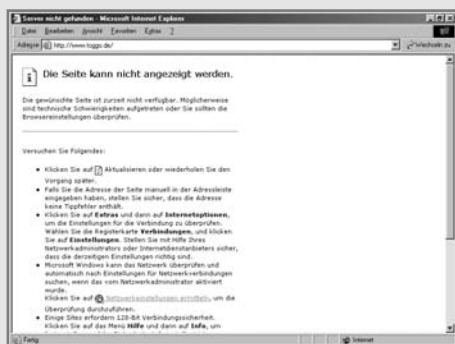 Server nicht gefunden - Microsoft Internet Explorer
Datei Bearbeiten Ansicht Favoriten Extras ?
Adresse http://www.toggo.de/ Wechseln zu
Die Seite kann nicht angezeigt werden.
Die gewünschte Seite ist zurzeit nicht verfügbar. Möglicherweise
sind technische Schwierigkeiten aufgetreten oder Sie sollten die
Browsereinstellungen überprüfen.
Versuchen Sie Folgendes:
Klicken Sie auf Aktualisieren oder wiederholen Sie den
Vorgang später.
Falls Sie die Adresse der Seite manuell in der Adressleiste
eingegeben haben, stellen Sie sicher, dass die Adresse
keine Tippfehler enthält.
Klicken Sie auf Extras und dann auf Internetoptionen,
um die Einstellungen für die Verbindung zu überprüfen.
Wählen Sie die Registerkarte Verbindungen, und klicken
Sie auf Einstellungen. Stellen Sie mit Hilfe Ihres
Netzwerkadministrators oder Internetdienstanbieters sicher,
dass die derzeitigen Einstellungen richtig sind.
Microsoft Windows kann das Netzwerk überprüfen und
automatisch nach Einstellungen für Netzwerkverbindungen
suchen, wenn das vom Netzwerkadministrator aktiviert
wurde.
Klicken Sie auf Netzwerkeinstellungen ermitteln, um die
Überprüfung durchzuführen.
Einige Sites erfordern 128-Bit Verbindungssicherheit.
Klicken Sie auf das Menü Hilfe und dann auf Info, um
Fertig Internet